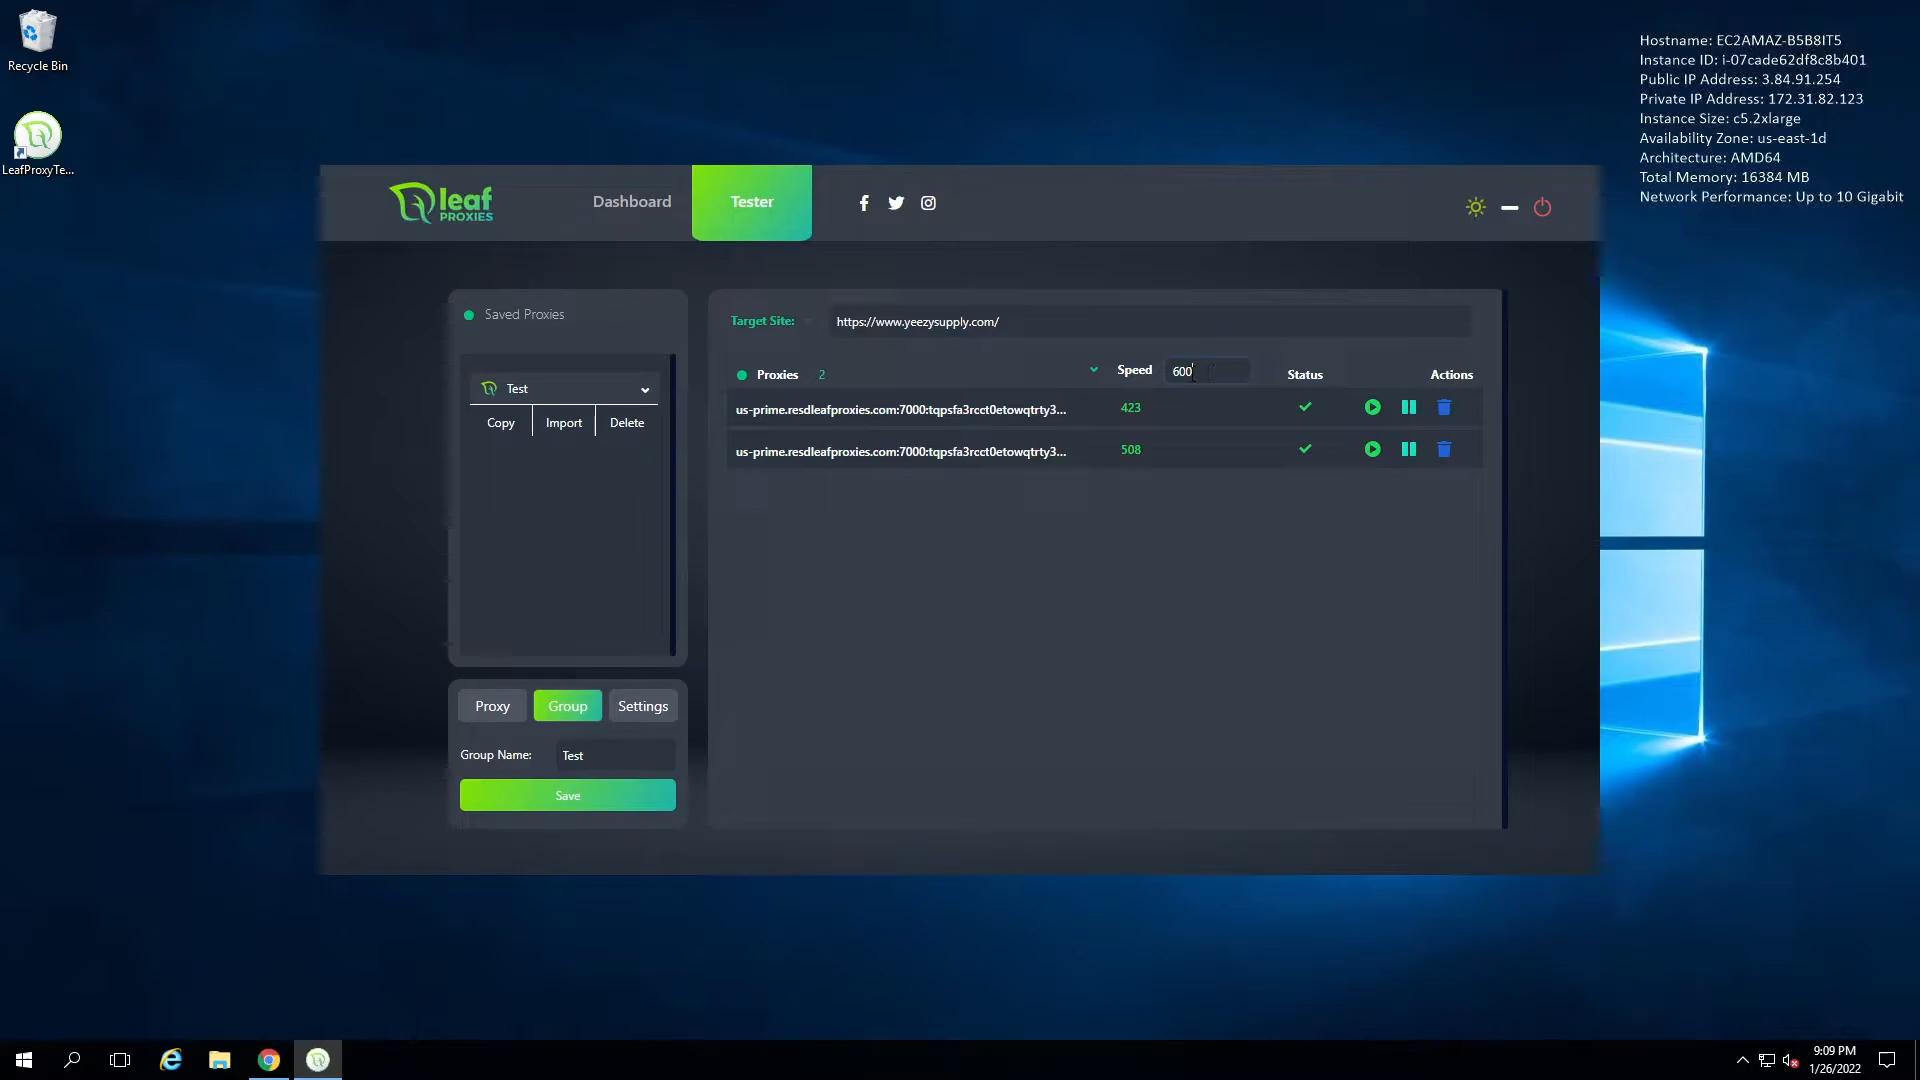 Recycle Bin
LeafProxyTe...
Hostname: EC2AMAZ-B5B8IT5
Instance ID: i-07cade62df8c8b401
Public IP Address: 3.84.91.254
Private IP Address: 172.31.82.123
Instance Size: c5.2xlarge
Availability Zone: us-east-1d
Architecture: AMD64
Total Memory: 16384 MB
Network Performance: Up to 10 Gigabit
leaf
PROXIES
Dashboard
Tester
Saved Proxies
Test
Copy
Import
Delete
Proxy
Group
Settings
Group Name:
Test
Save
Target Site:
https://www.yeezysupply.com/
Proxies 2
Speed
600
Status
Actions
us-prime.resdleafproxies.com:7000:tqpsfa3rcct0etowqtrty3...
423
us-prime.resdleafproxies.com:7000:tqpsfa3rcct0etowqtrty3...
508
9:09 PM
1/26/2022